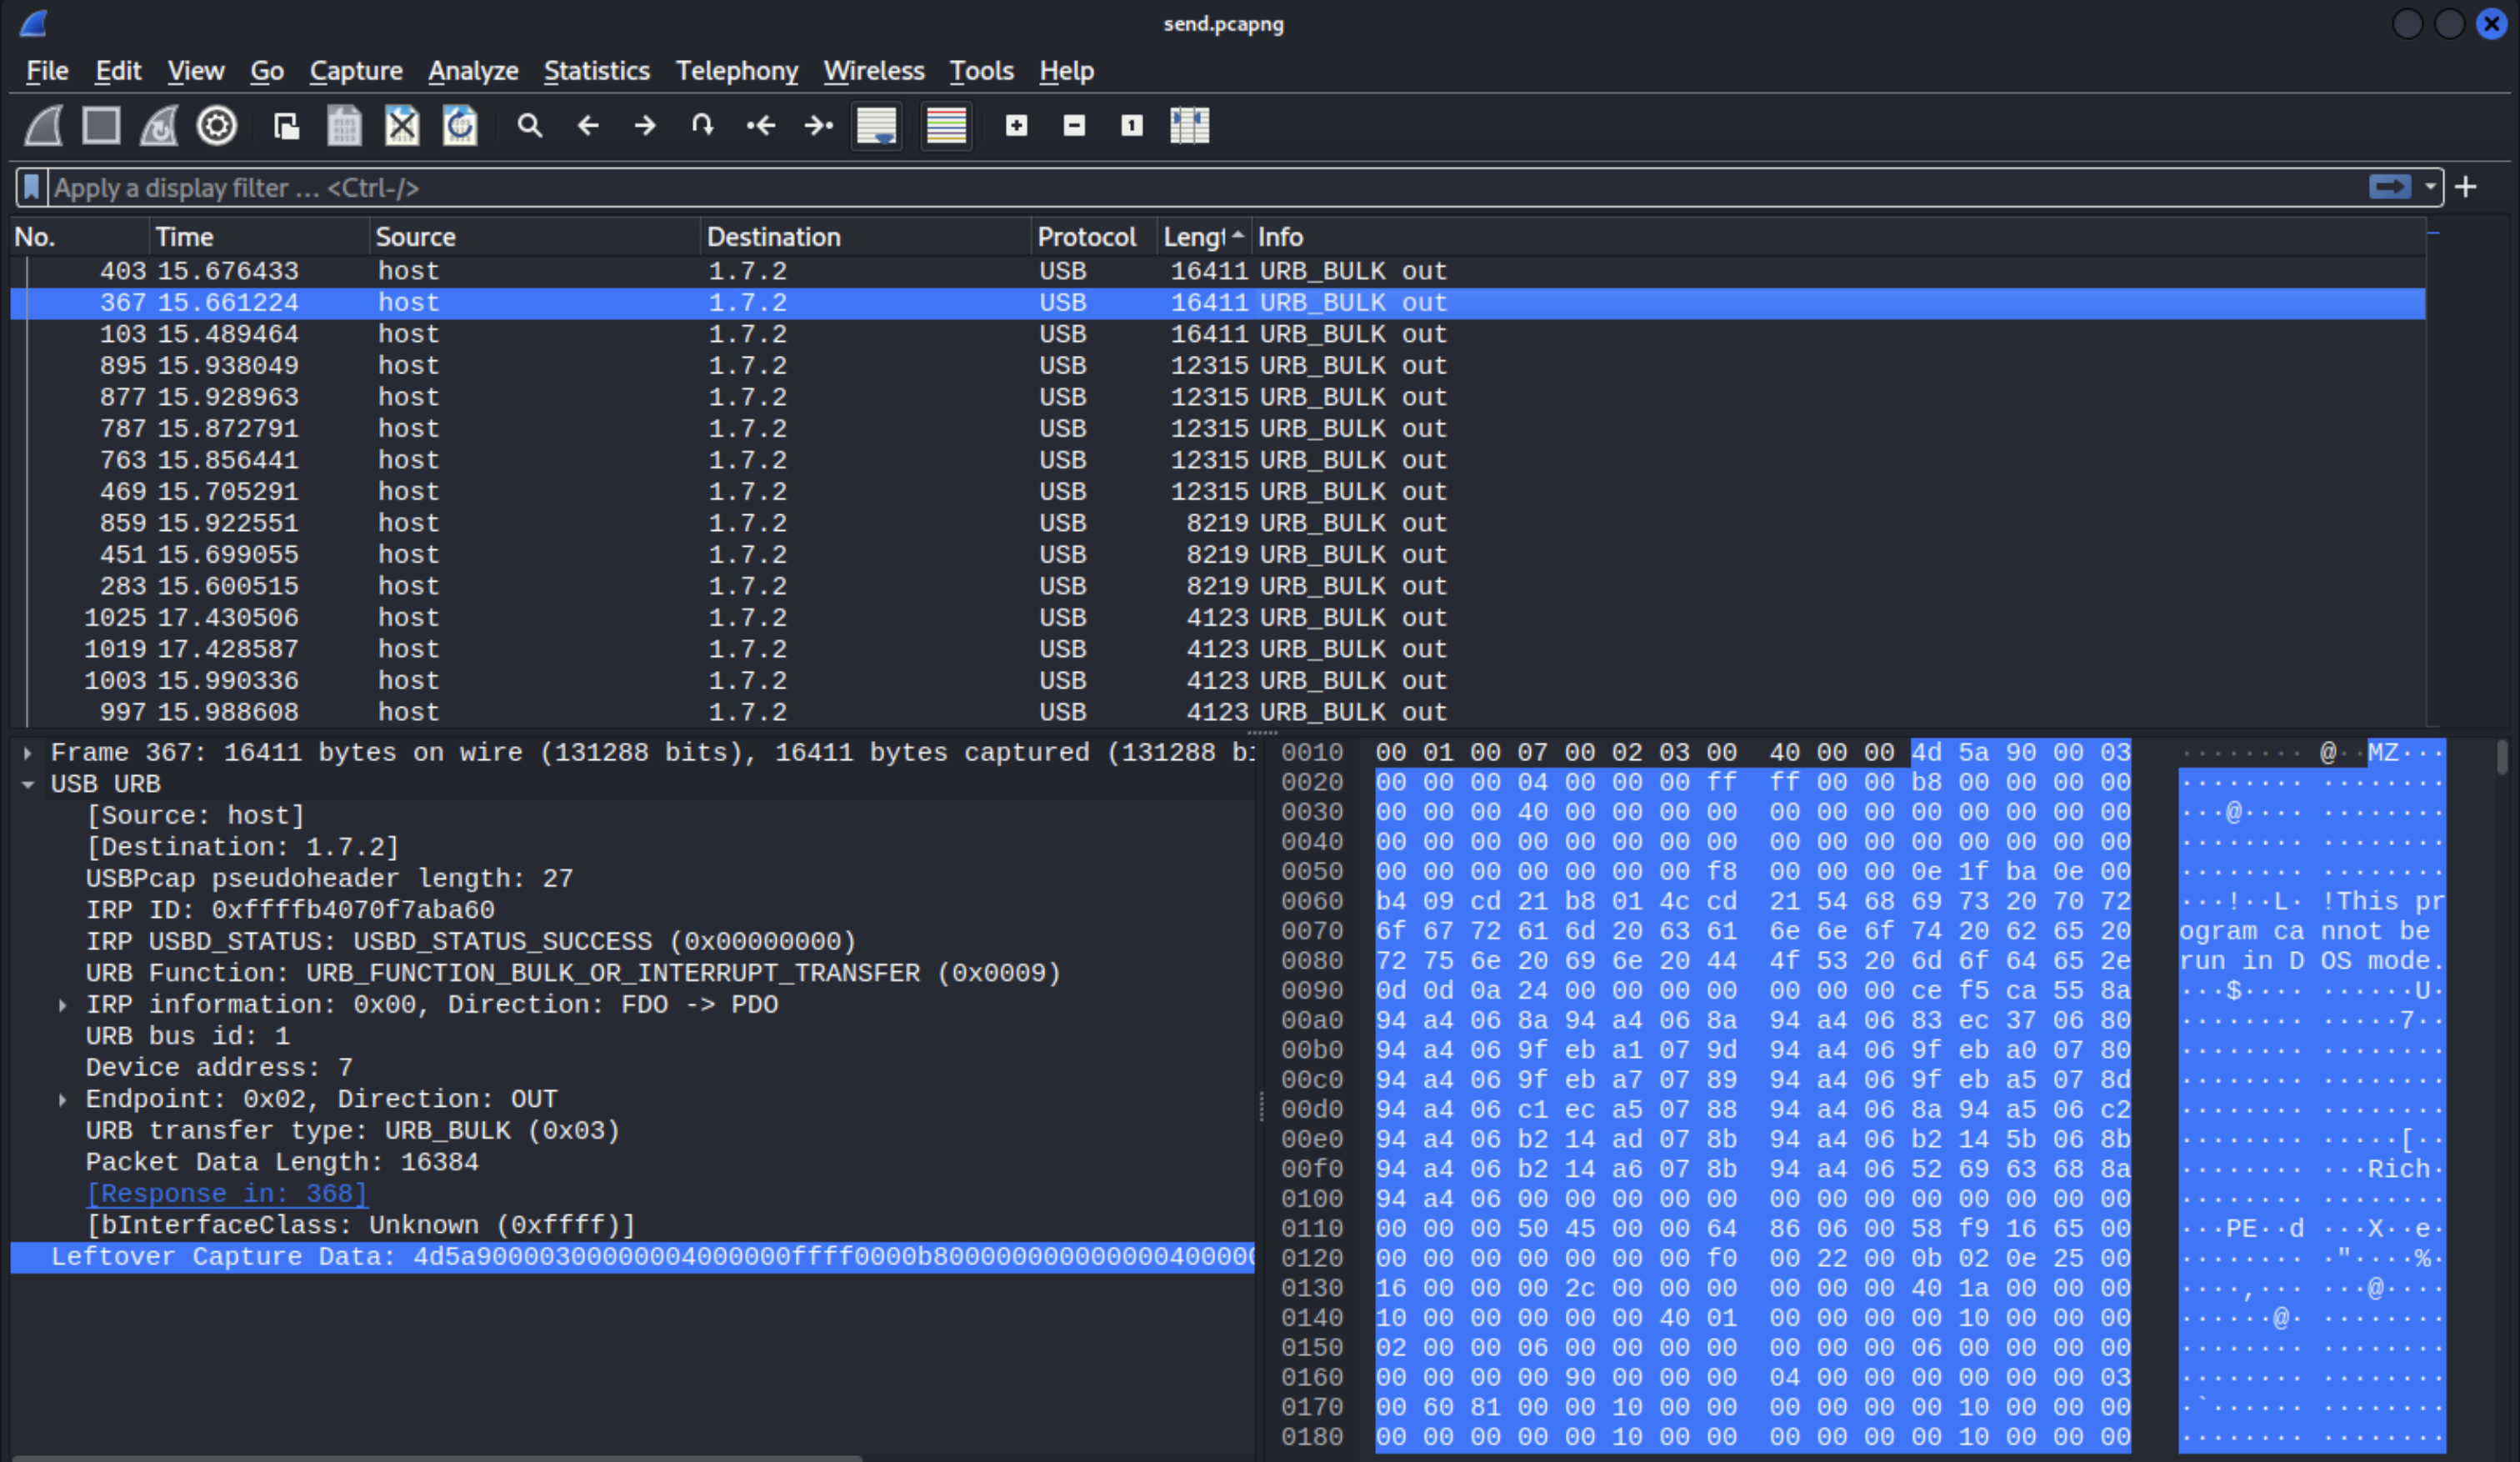 send.pcapng
File Edit View Go Capture Analyze Statistics Telephony Wireless Tools Help
Apply a display filter … <Ctrl-/>
No. Time Source Destination Protocol Lengt Info
403 15.676433 host 1.7.2 USB 16411 URB_BULK out
367 15.661224 host 1.7.2 USB 16411 URB_BULK out
103 15.489464 host 1.7.2 USB 16411 URB_BULK out
895 15.938049 host 1.7.2 USB 12315 URB_BULK out
877 15.928963 host 1.7.2 USB 12315 URB_BULK out
787 15.872791 host 1.7.2 USB 12315 URB_BULK out
763 15.856441 host 1.7.2 USB 12315 URB_BULK out
469 15.705291 host 1.7.2 USB 12315 URB_BULK out
859 15.922551 host 1.7.2 USB 8219 URB_BULK out
451 15.699055 host 1.7.2 USB 8219 URB_BULK out
283 15.600515 host 1.7.2 USB 8219 URB_BULK out
1025 17.430506 host 1.7.2 USB 4123 URB_BULK out
1019 17.428587 host 1.7.2 USB 4123 URB_BULK out
1003 15.990336 host 1.7.2 USB 4123 URB_BULK out
997 15.988608 host 1.7.2 USB 4123 URB_BULK out
Frame 367: 16411 bytes on wire (131288 bits), 16411 bytes captured (131288 bi
USB URB
[Source: host]
[Destination: 1.7.2]
USBPcap pseudoheader length: 27
IRP ID: 0xffffb4070f7aba60
IRP USBD_STATUS: USBD_STATUS_SUCCESS (0x00000000)
URB Function: URB_FUNCTION_BULK_OR_INTERRUPT_TRANSFER (0x0009)
IRP information: 0x00, Direction: FDO -> PDO
URB bus id: 1
Device address: 7
Endpoint: 0x02, Direction: OUT
URB transfer type: URB_BULK (0x03)
Packet Data Length: 16384
[Response in: 368]
[bInterfaceClass: Unknown (0xffff)]
Leftover Capture Data: 4d5a90000300000004000000ffff0000b80000000000000040000
0010 00 01 00 07 00 02 03 00 40 00 00 4d 5a 90 00 03 ········ @··MZ···
0020 00 00 00 04 00 00 00 ff ff 00 00 b8 00 00 00 00 ········ ········
0030 00 00 00 40 00 00 00 00 00 00 00 00 00 00 00 00 ···@···· ········
0040 00 00 00 00 00 00 00 00 00 00 00 00 00 00 00 00 ········ ········
0050 00 00 00 00 00 00 00 f8 00 00 00 0e 1f ba 0e 00 ········ ········
0060 b4 09 cd 21 b8 01 4c cd 21 54 68 69 73 20 70 72 ···!··L· !This pr
0070 6f 67 72 61 6d 20 63 61 6e 6e 6f 74 20 62 65 20 ogram ca nnot be
0080 72 75 6e 20 69 6e 20 44 4f 53 20 6d 6f 64 65 2e run in D OS mode.
0090 0d 0d 0a 24 00 00 00 00 00 00 00 ce f5 ca 55 8a ···$···· ······U·
00a0 94 a4 06 8a 94 a4 06 8a 94 a4 06 83 ec 37 06 80 ········ ·····7··
00b0 94 a4 06 9f eb a1 07 9d 94 a4 06 9f eb a0 07 80 ········ ········
00c0 94 a4 06 9f eb a7 07 89 94 a4 06 9f eb a5 07 8d ········ ········
00d0 94 a4 06 c1 ec a5 07 88 94 a4 06 8a 94 a5 06 c2 ········ ········
00e0 94 a4 06 b2 14 ad 07 8b 94 a4 06 b2 14 5b 06 8b ········ ·····[··
00f0 94 a4 06 b2 14 a6 07 8b 94 a4 06 52 69 63 68 8a ········ ···Rich·
0100 94 a4 06 00 00 00 00 00 00 00 00 00 00 00 00 00 ········ ········
0110 00 00 00 50 45 00 00 64 86 06 00 58 f9 16 65 00 ···PE··d ···X··e·
0120 00 00 00 00 00 00 00 f0 00 22 00 0b 02 0e 25 00 ········ ·"····%·
0130 16 00 00 00 2c 00 00 00 00 00 00 40 1a 00 00 00 ····,··· ···@····
0140 10 00 00 00 00 00 40 01 00 00 00 00 10 00 00 00 ······@· ········
0150 02 00 00 06 00 00 00 00 00 00 00 06 00 00 00 00 ········ ········
0160 00 00 00 00 90 00 00 00 04 00 00 00 00 00 00 03 ········ ········
0170 00 60 81 00 00 10 00 00 00 00 00 00 10 00 00 00 ·`······ ········
0180 00 00 00 00 00 10 00 00 00 00 00 00 10 00 00 00 ········ ········